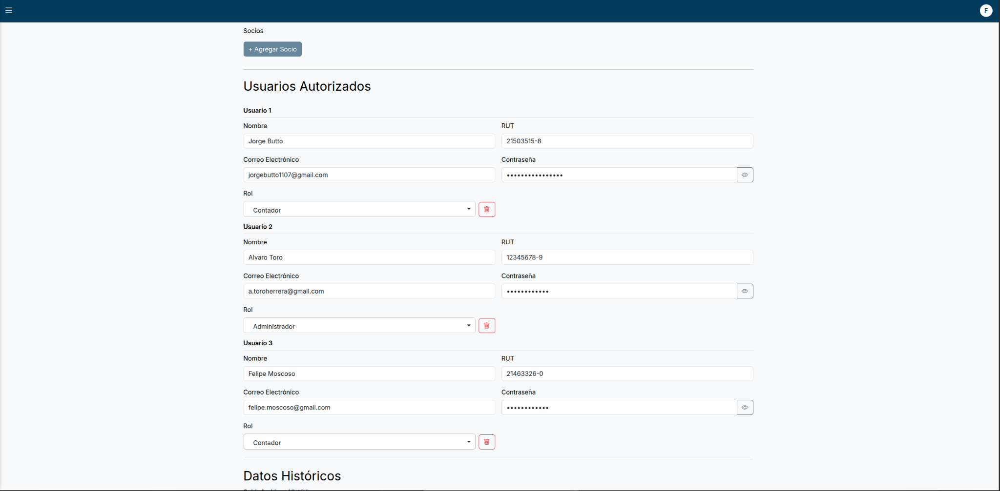 F
Socios
+ Agregar Socio
Usuarios Autorizados
Usuario 1
Nombre
RUT
Jorge Butto
21503515-8
Correo Electrónico
Contraseña
jorgebutto1107@gmail.com
••••••••••••••••
Rol
Contador
Usuario 2
Nombre
RUT
Alvaro Toro
12345678-9
Correo Electrónico
Contraseña
a.toroherrera@gmail.com
••••••••••••
Rol
Administrador
Usuario 3
Nombre
RUT
Felipe Moscoso
21463326-0
Correo Electrónico
Contraseña
felipe.moscoso@gmail.com
••••••••••••
Rol
Contador
Datos Históricos